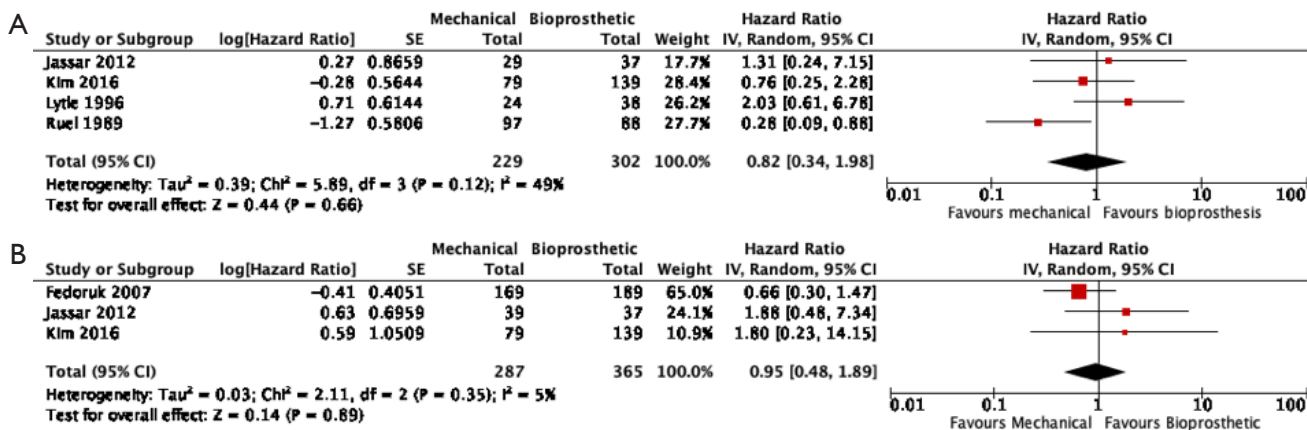 A
Mechanical Bioprosthetic Hazard Ratio Hazard Ratio
Study or Subgroup log[Hazard Ratio] SE Total Total Weight IV, Random, 95% CI IV, Random, 95% CI
Jassar 2012 0.27 0.8659 29 37 17.7% 1.31 [0.24, 7.15]
Kim 2016 −0.28 0.5644 79 139 28.4% 0.76 [0.25, 2.28]
Lytle 1996 0.71 0.6144 24 38 26.2% 2.03 [0.61, 6.78]
Ruel 1989 −1.27 0.5806 97 88 27.7% 0.28 [0.09, 0.88]
Total (95% CI) 229 302 100.0% 0.82 [0.34, 1.98]
Heterogeneity: Tau² = 0.39; Chi² = 5.89, df = 3 (P = 0.12); I² = 49%
Test for overall effect: Z = 0.44 (P = 0.66)
0.01 0.1 1 10 100
Favours mechanical Favours bioprosthesis
B
Mechanical Bioprosthetic Hazard Ratio Hazard Ratio
Study or Subgroup log[Hazard Ratio] SE Total Total Weight IV, Random, 95% CI IV, Random, 95% CI
Fedoruk 2007 −0.41 0.4051 169 189 65.0% 0.66 [0.30, 1.47]
Jassar 2012 0.63 0.6959 39 37 24.1% 1.88 [0.48, 7.34]
Kim 2016 0.59 1.0509 79 139 10.9% 1.80 [0.23, 14.15]
Total (95% CI) 287 365 100.0% 0.95 [0.48, 1.89]
Heterogeneity: Tau² = 0.03; Chi² = 2.11, df = 2 (P = 0.35); I² = 5%
Test for overall effect: Z = 0.14 (P = 0.89)
0.01 0.1 1 10 100
Favours Mechanical Favours Bioprosthetic